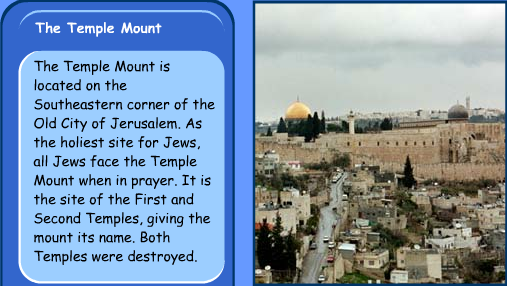 The Temple Mount
The Temple Mount is
located on the
Southeastern corner of the
Old City of Jerusalem. As
the holiest site for Jews,
all Jews face the Temple
Mount when in prayer. It is
the site of the First and
Second Temples, giving the
mount its name. Both
Temples were destroyed.